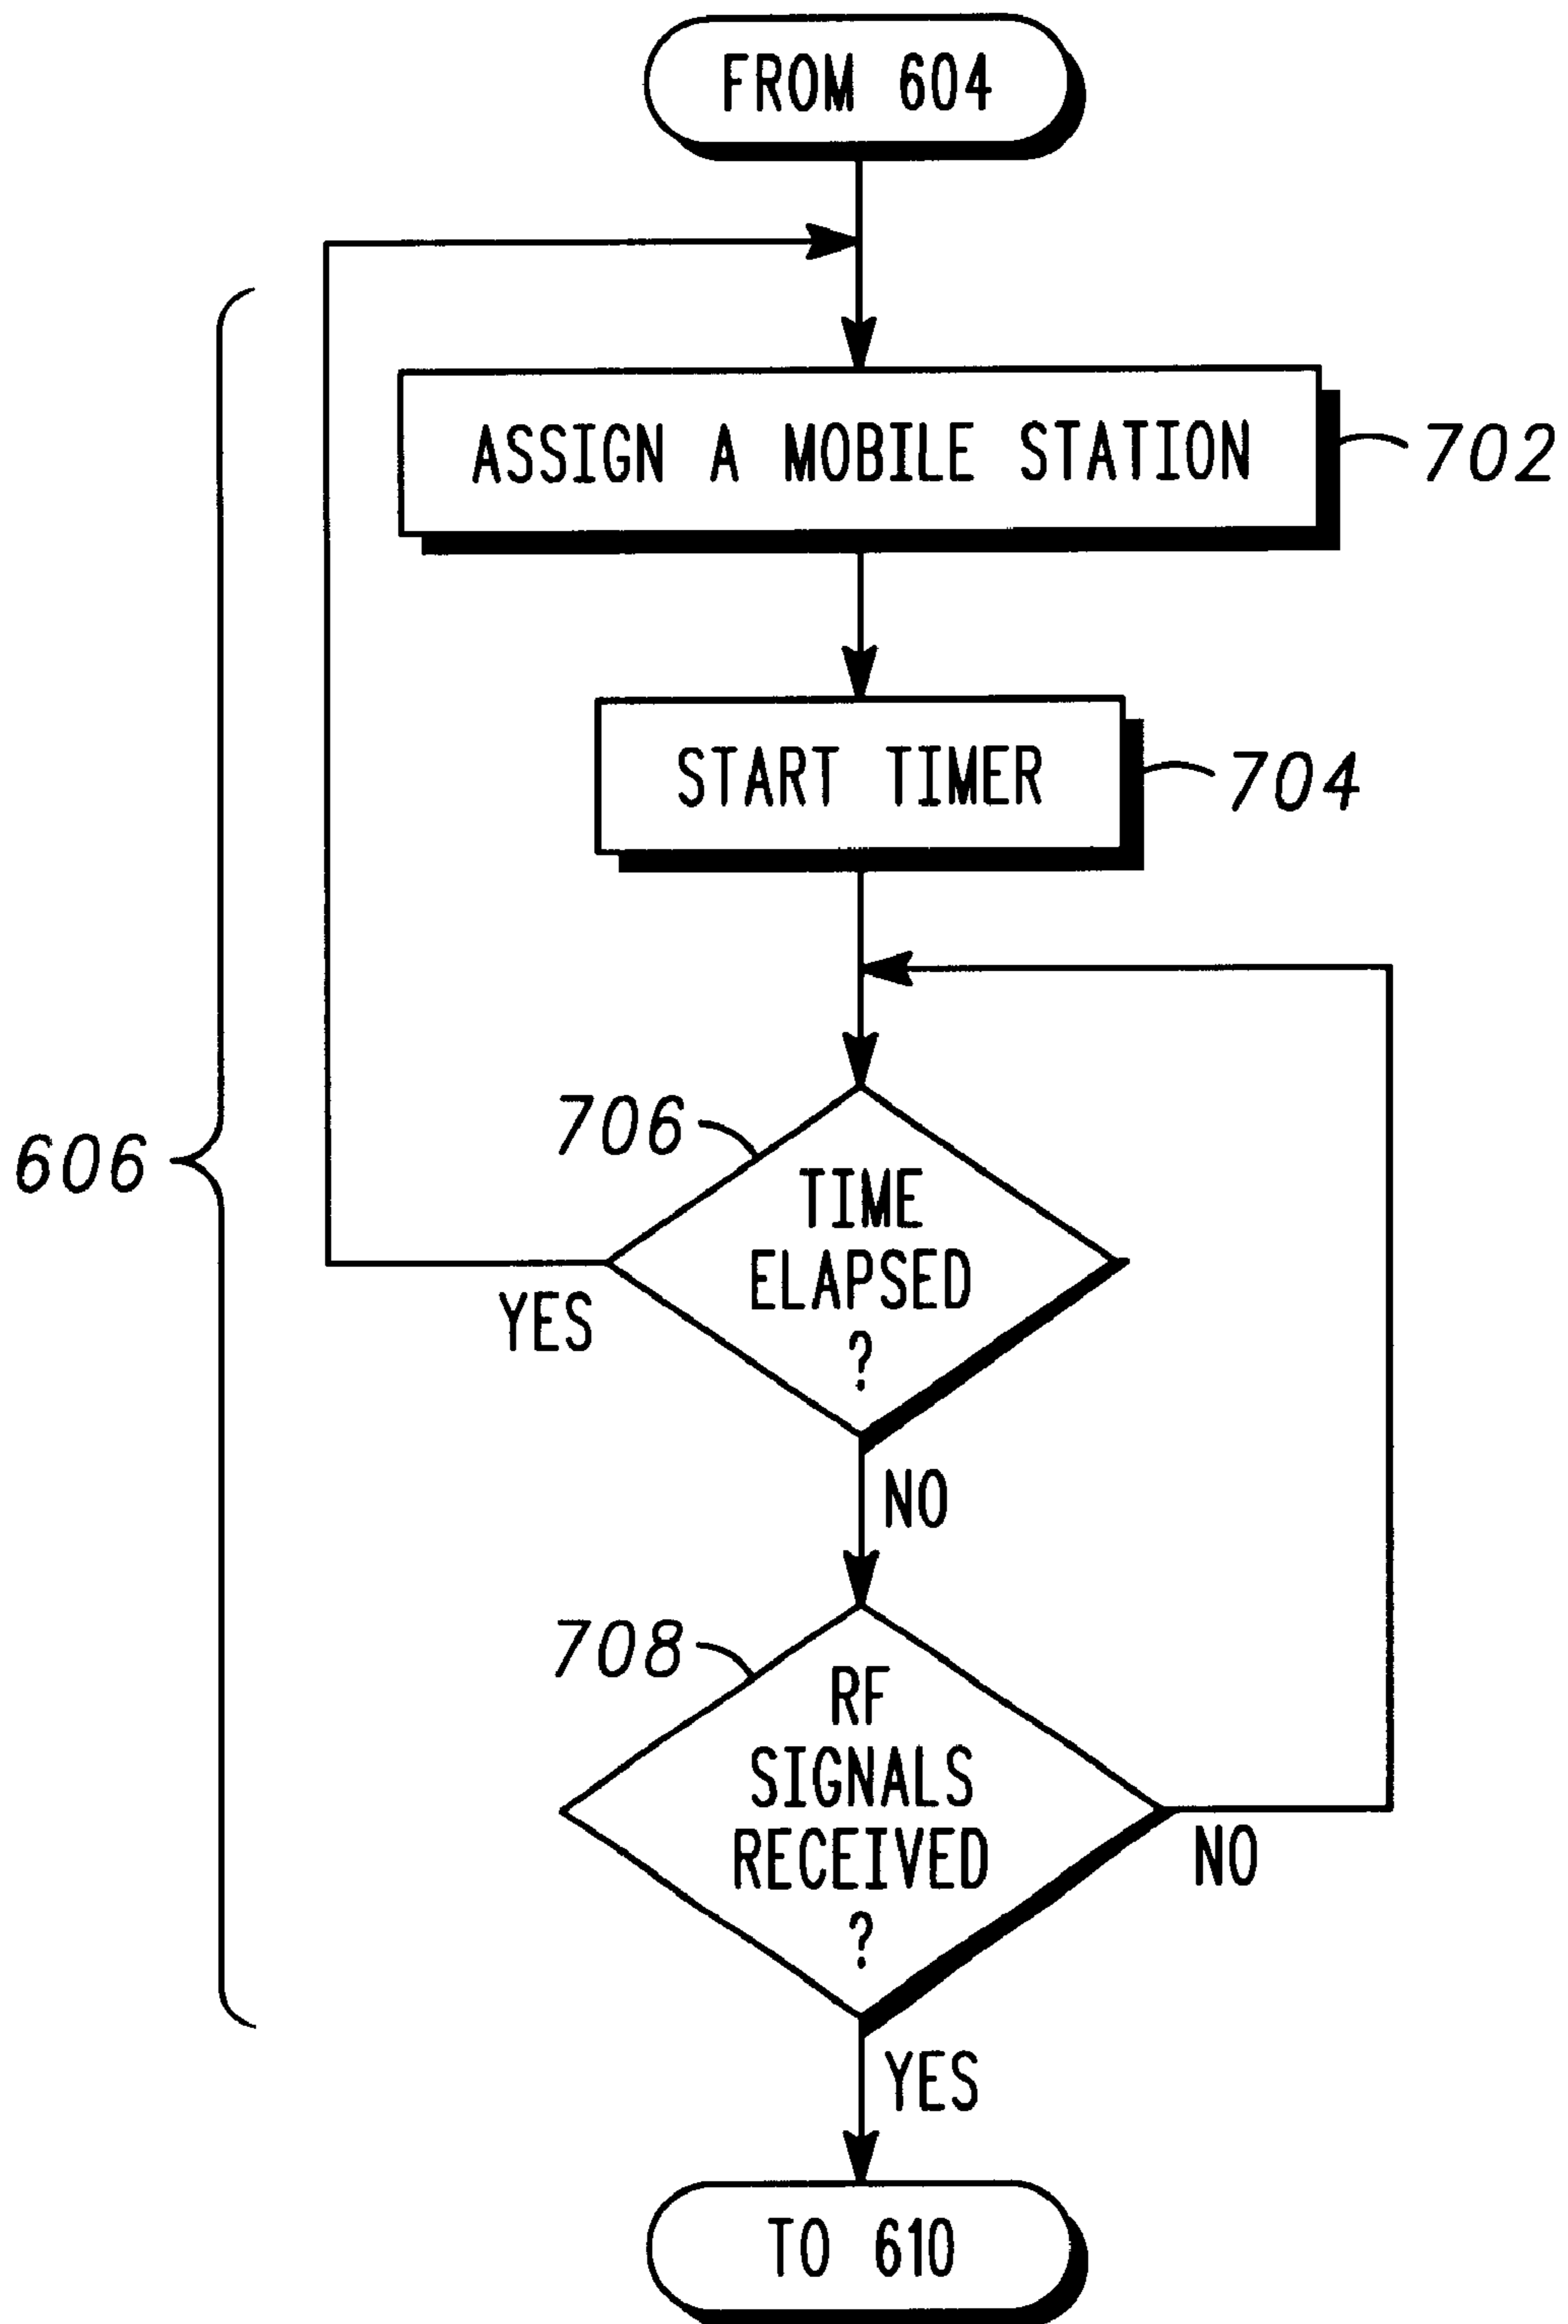 FROM 604
ASSIGN A MOBILE STATION
702
START TIMER
704
706
TIME
ELAPSED
?
YES
606
NO
708
RF
SIGNALS
RECEIVED
?
NO
YES
TO 610